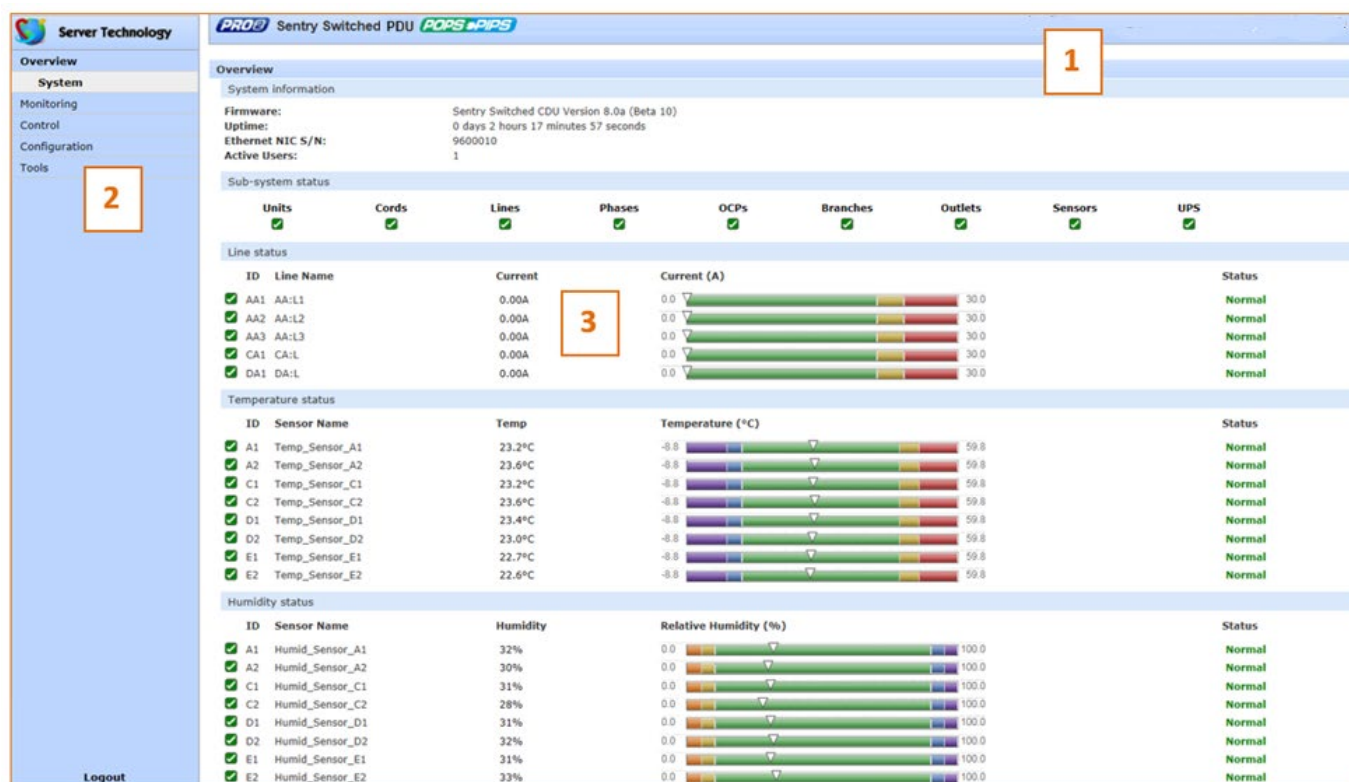 Server Technology
PRO2 Sentry Switched PDU POPS PIPS
1
Overview
System
Monitoring
Control
Configuration
Tools
2
Logout
Overview
System information
Firmware: Sentry Switched CDU Version 8.0a (Beta 10)
Uptime: 0 days 2 hours 17 minutes 57 seconds
Ethernet NIC S/N: 9600010
Active Users: 1
Sub-system status
Units Cords Lines Phases OCPs Branches Outlets Sensors UPS
Line status
ID Line Name Current Current (A) Status
AA1 AA:L1 0.00A 0.0 30.0 Normal
AA2 AA:L2 0.00A 0.0 30.0 Normal
AA3 AA:L3 0.00A 0.0 30.0 Normal
CA1 CA:L 0.00A 0.0 30.0 Normal
DA1 DA:L 0.00A 0.0 30.0 Normal
3
Temperature status
ID Sensor Name Temp Temperature (°C) Status
A1 Temp_Sensor_A1 23.2°C -8.8 59.8 Normal
A2 Temp_Sensor_A2 23.6°C -8.8 59.8 Normal
C1 Temp_Sensor_C1 23.2°C -8.8 59.8 Normal
C2 Temp_Sensor_C2 23.6°C -8.8 59.8 Normal
D1 Temp_Sensor_D1 23.4°C -8.8 59.8 Normal
D2 Temp_Sensor_D2 23.0°C -8.8 59.8 Normal
E1 Temp_Sensor_E1 22.7°C -8.8 59.8 Normal
E2 Temp_Sensor_E2 22.6°C -8.8 59.8 Normal
Humidity status
ID Sensor Name Humidity Relative Humidity (%) Status
A1 Humid_Sensor_A1 32% 0.0 100.0 Normal
A2 Humid_Sensor_A2 30% 0.0 100.0 Normal
C1 Humid_Sensor_C1 31% 0.0 100.0 Normal
C2 Humid_Sensor_C2 28% 0.0 100.0 Normal
D1 Humid_Sensor_D1 31% 0.0 100.0 Normal
D2 Humid_Sensor_D2 32% 0.0 100.0 Normal
E1 Humid_Sensor_E1 31% 0.0 100.0 Normal
E2 Humid_Sensor_E2 33% 0.0 100.0 Normal